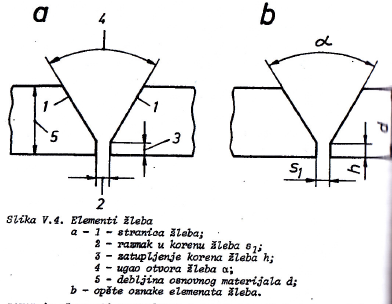 a
b
4
α
1
1
5
3
d
2
s1
h
Slika V.4. Elementi žleba
a - 1 - stranica žleba;
2 - razmak u korenu žleba s1;
3 - zatupljenje korena žleba h;
4 - ugao otvora žleba α;
5 - debljina osnovnog materijala d;
b - opšte oznake elemenata žleba.